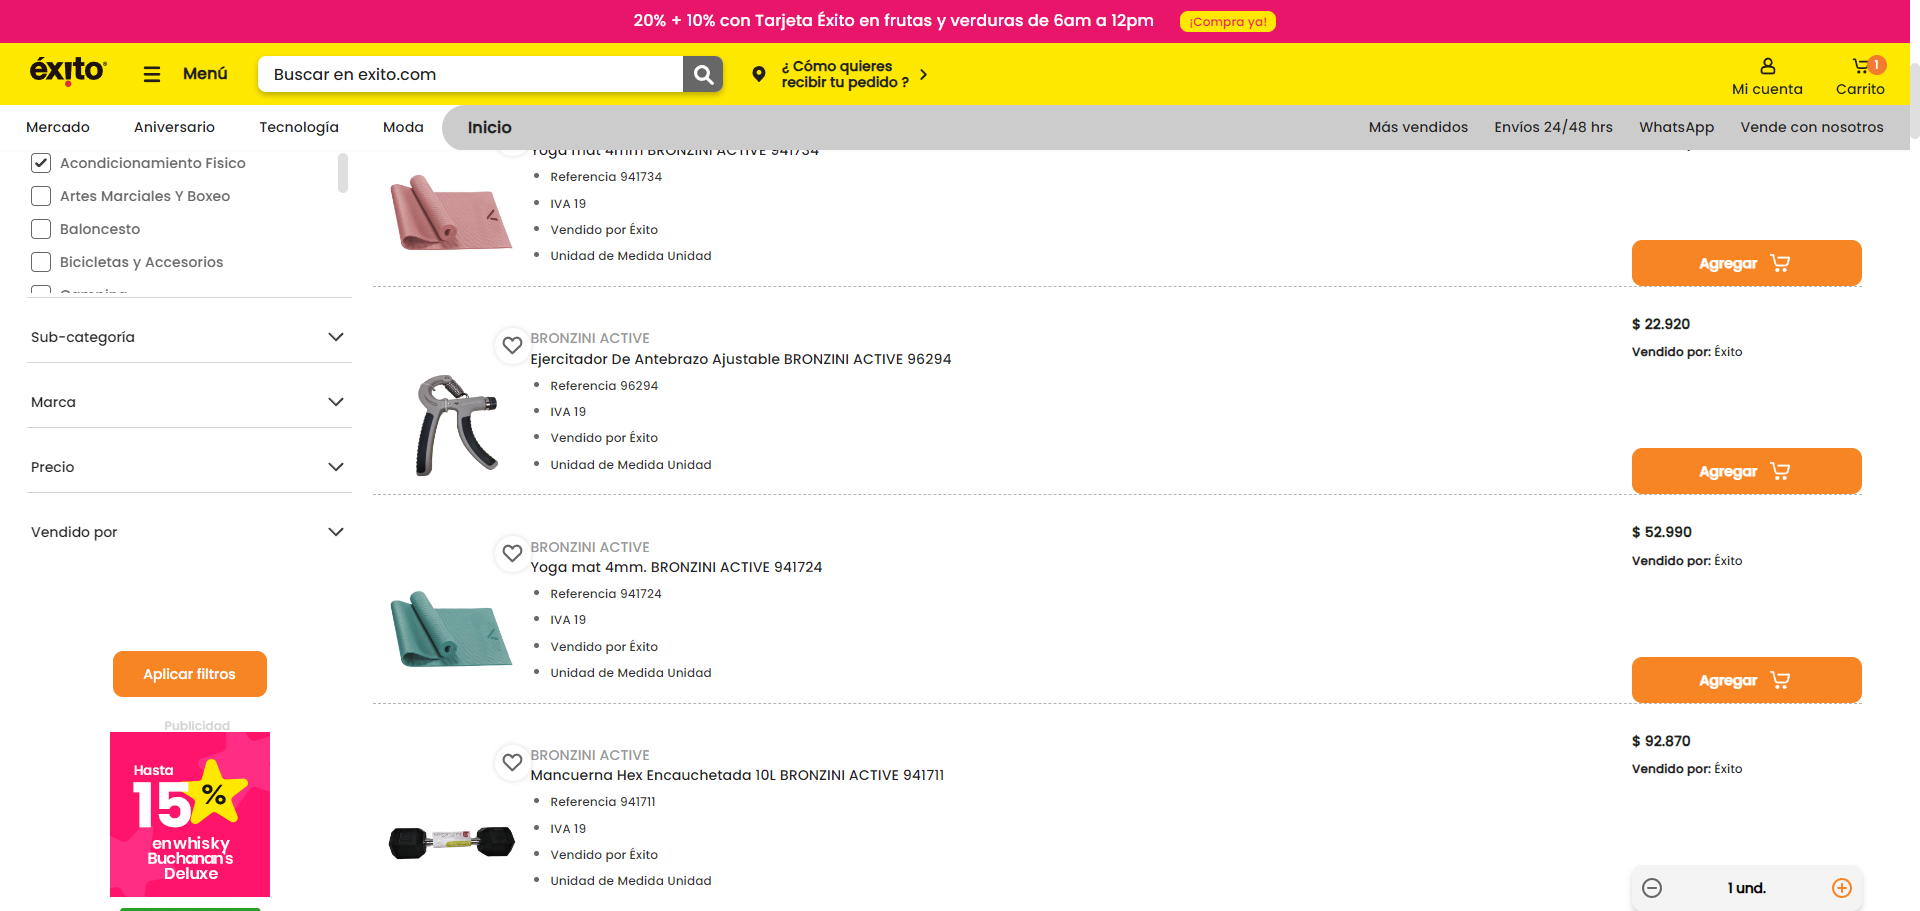 20% + 10% con Tarjeta Éxito en frutas y verduras de 6am a 12pm
¡Compra ya!
éxito
Menú
Buscar en exito.com
¿ Cómo quieres
recibir tu pedido ?
Mi cuenta
1
Carrito
Mercado
Aniversario
Tecnología
Moda
Inicio
Más vendidos
Envíos 24/48 hrs
WhatsApp
Vende con nosotros
Acondicionamiento Fisico
Artes Marciales Y Boxeo
Baloncesto
Bicicletas y Accesorios
Camping
Sub-categoría
Marca
Precio
Vendido por
Aplicar filtros
Publicidad
Hasta
15%
en whisky
Buchanan's
Deluxe
Yoga mat 4mm BRONZINI ACTIVE 941734
Referencia 941734
IVA 19
Vendido por Éxito
Unidad de Medida Unidad
Agregar
BRONZINI ACTIVE
Ejercitador De Antebrazo Ajustable BRONZINI ACTIVE 96294
Referencia 96294
IVA 19
Vendido por Éxito
Unidad de Medida Unidad
$ 22.920
Vendido por: Éxito
Agregar
BRONZINI ACTIVE
Yoga mat 4mm. BRONZINI ACTIVE 941724
Referencia 941724
IVA 19
Vendido por Éxito
Unidad de Medida Unidad
$ 52.990
Vendido por: Éxito
Agregar
BRONZINI ACTIVE
Mancuerna Hex Encauchetada 10L BRONZINI ACTIVE 941711
Referencia 941711
IVA 19
Vendido por Éxito
Unidad de Medida Unidad
$ 92.870
Vendido por: Éxito
1 und.